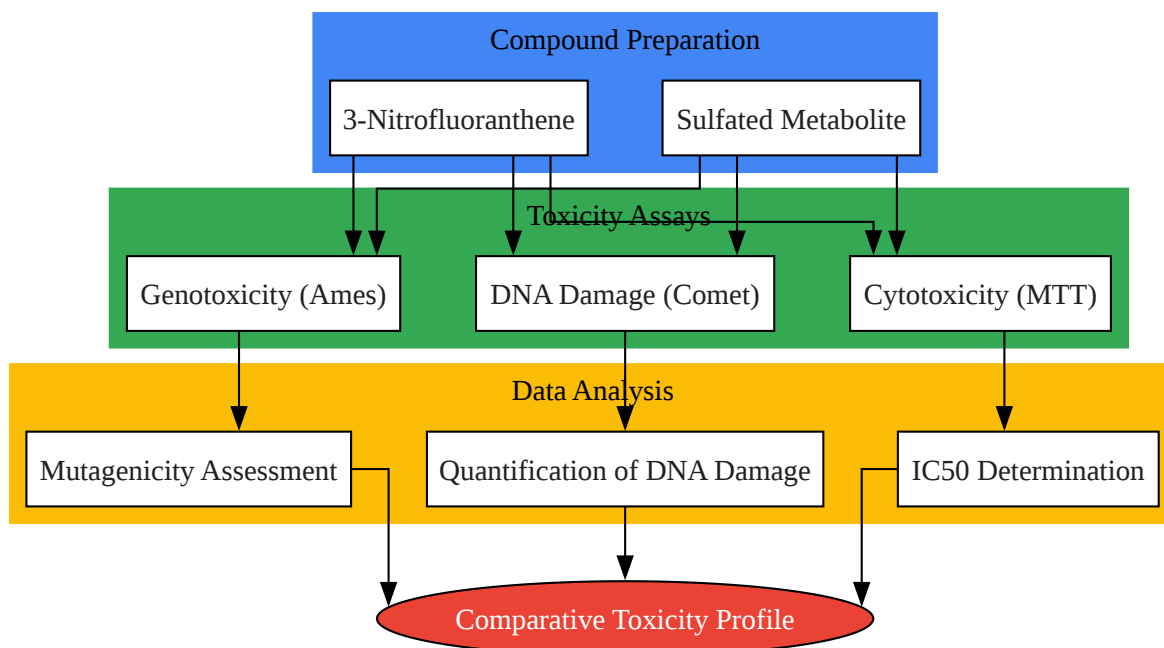 Compound Preparation
3-Nitrofluoranthene
Sulfated Metabolite
Toxicity Assays
Genotoxicity (Ames)
DNA Damage (Comet)
Cytotoxicity (MTT)
Data Analysis
Mutagenicity Assessment
Quantification of DNA Damage
IC50 Determination
Comparative Toxicity Profile